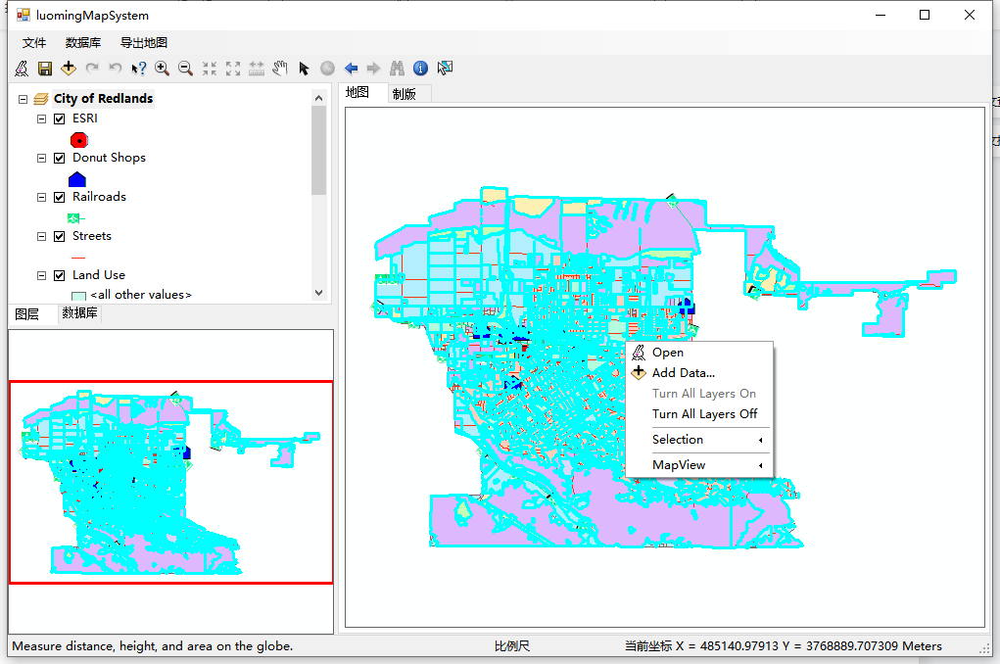 luomingMapSystem
文件 数据库 导出地图
City of Redlands
ESRI
Donut Shops
Railroads
Streets
Land Use
<all other values>
图层 数据库
地图 制版
Open
Add Data...
Turn All Layers On
Turn All Layers Off
Selection
MapView
Measure distance, height, and area on the globe. 比例尺 当前坐标 X = 485140.97913 Y = 3768889.707309 Meters